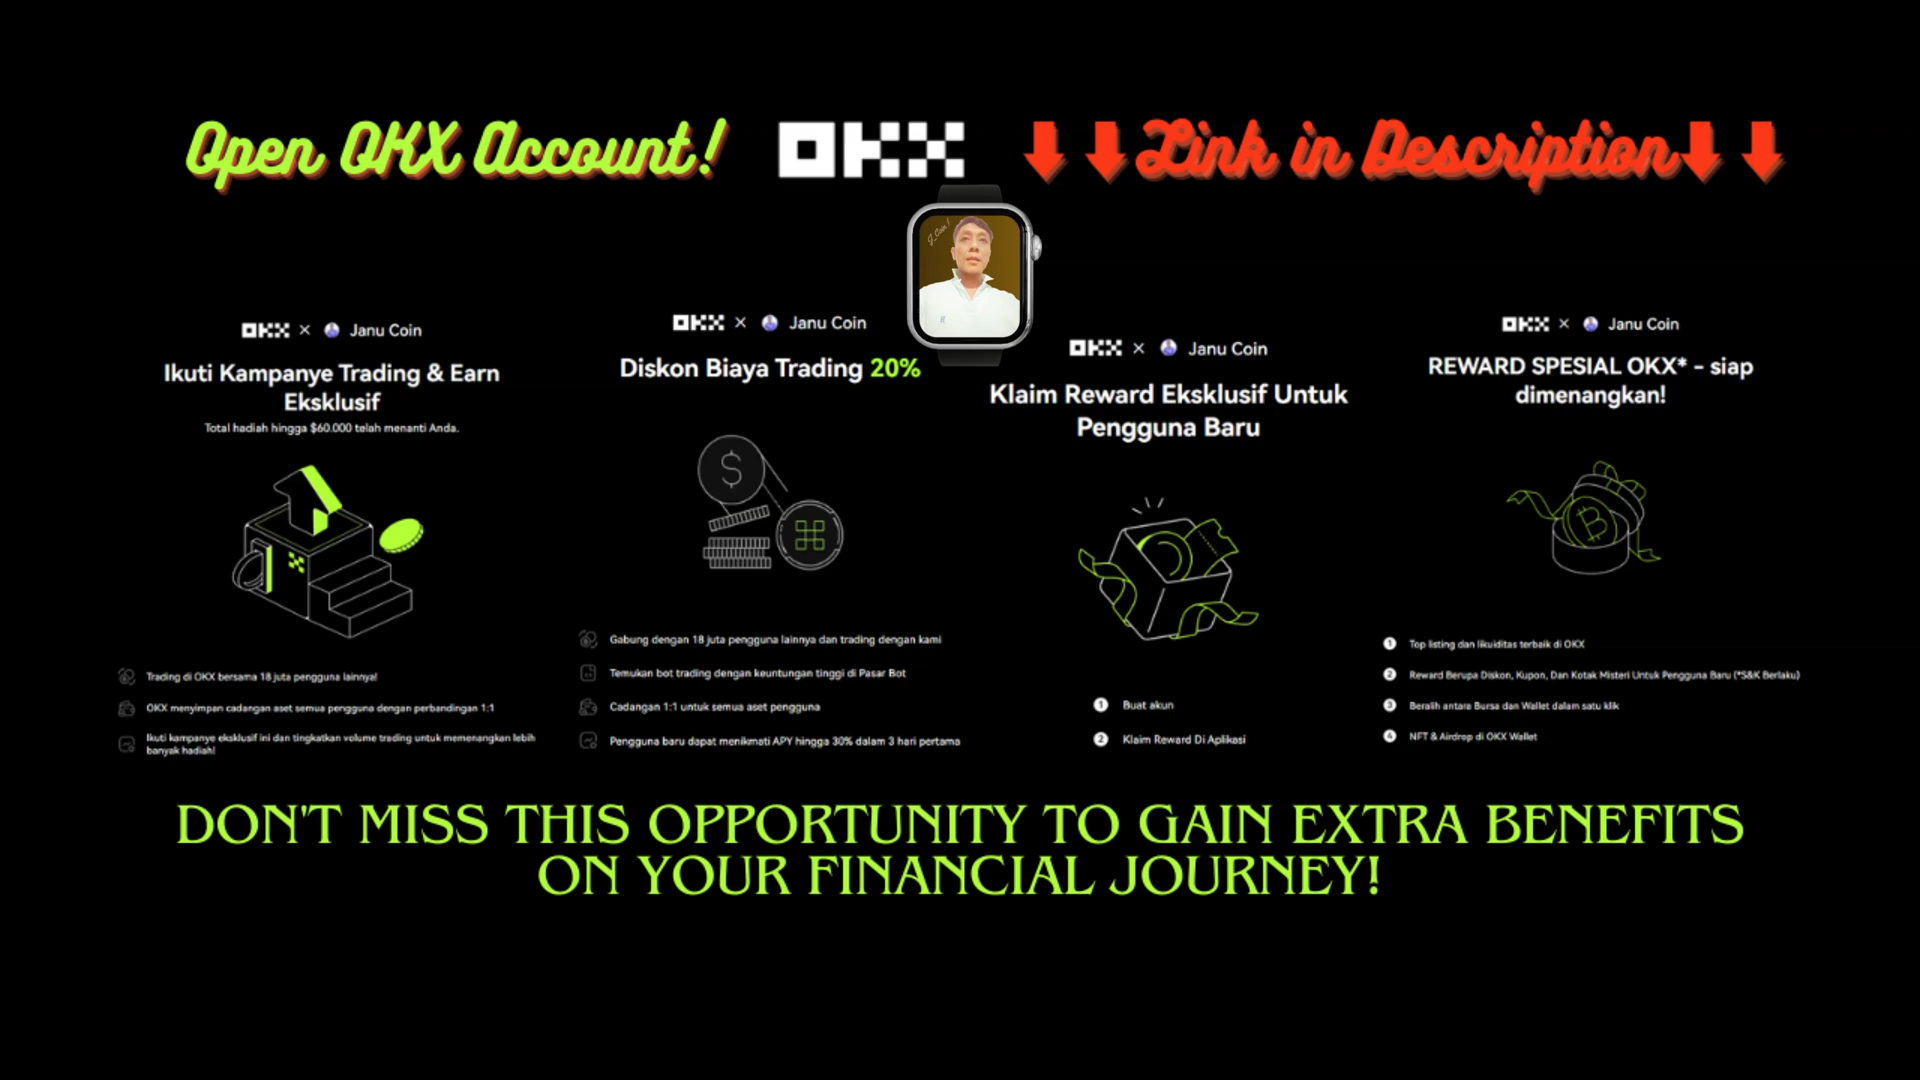 Open OKX Account!
OKX
Link in Description
J_Coin!
OKX × Janu Coin
Ikuti Kampanye Trading & Earn
Eksklusif
Total hadiah hingga $60.000 telah menanti Anda.
Trading di OKX bersama 18 juta pengguna lainnya!
OKX menyimpan cadangan aset semua pengguna dengan perbandingan 1:1
Ikuti kampanye eksklusif ini dan tingkatkan volume trading untuk memenangkan lebih
banyak hadiah!
OKX × Janu Coin
Diskon Biaya Trading 20%
Gabung dengan 18 juta pengguna lainnya dan trading dengan kami
Temukan bot trading dengan keuntungan tinggi di Pasar Bot
Cadangan 1:1 untuk semua aset pengguna
Pengguna baru dapat menikmati APY hingga 30% dalam 3 hari pertama
OKX × Janu Coin
Klaim Reward Eksklusif Untuk
Pengguna Baru
1 Buat akun
2 Klaim Reward Di Aplikasi
OKX × Janu Coin
REWARD SPESIAL OKX* - siap
dimenangkan!
1 Top listing dan likuiditas terbaik di OKX
2 Reward Berupa Diskon, Kupon, Dan Kotak Misteri Untuk Pengguna Baru (*S&K Berlaku)
3 Beralih antara Bursa dan Wallet dalam satu klik
4 NFT & Airdrop di OKX Wallet
DON'T MISS THIS OPPORTUNITY TO GAIN EXTRA BENEFITS
ON YOUR FINANCIAL JOURNEY!